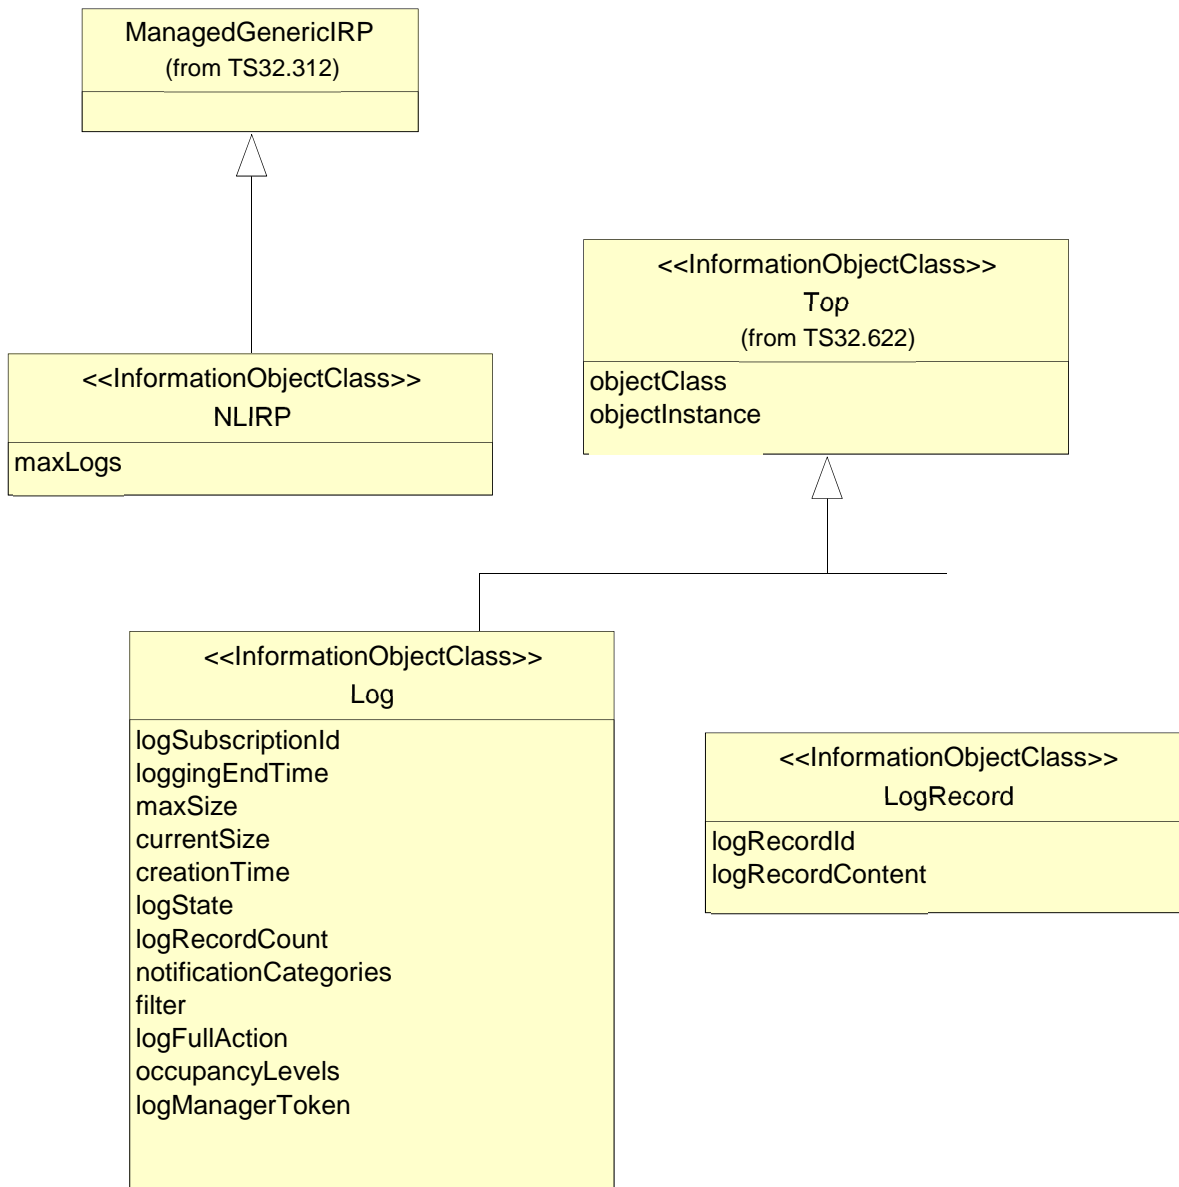 ManagedGenericIRP
(from TS32.312)
<<InformationObjectClass>>
Top
(from TS32.622)
objectClass
objectInstance
<<InformationObjectClass>>
NLIRP
maxLogs
<<InformationObjectClass>>
Log
logSubscriptionId
loggingEndTime
maxSize
currentSize
creationTime
logState
logRecordCount
notificationCategories
filter
logFullAction
occupancyLevels
logManagerToken
<<InformationObjectClass>>
LogRecord
logRecordId
logRecordContent